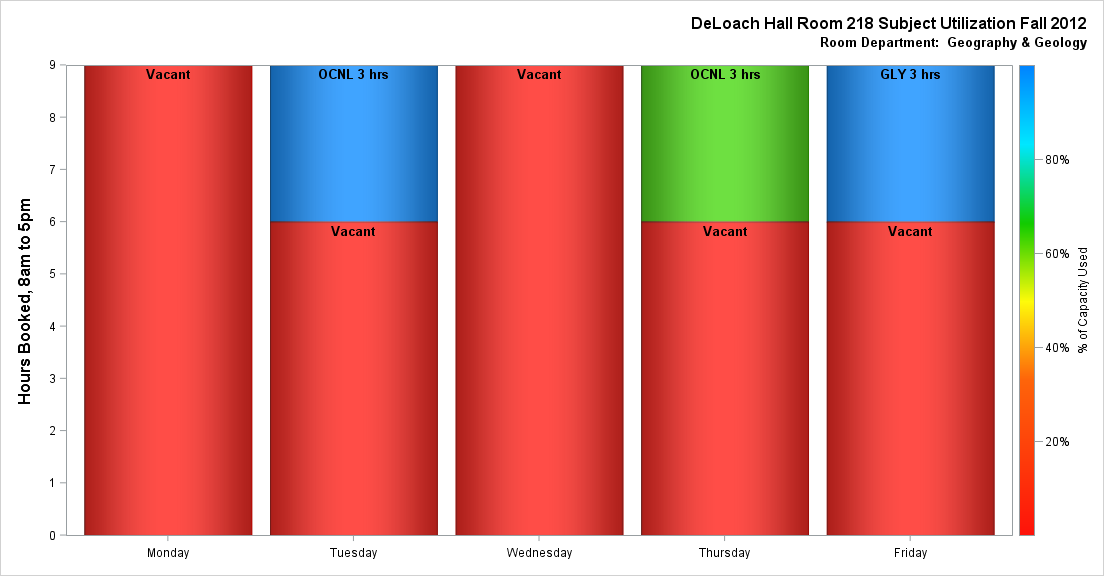 DeLoach Hall Room 218 Subject Utilization Fall 2012
Room Department:  Geography & Geology
Hours Booked, 8am to 5pm
9
8
7
6
5
4
3
2
1
0
Vacant
OCNL 3 hrs
Vacant
OCNL 3 hrs
GLY 3 hrs
Vacant
Vacant
Vacant
Monday
Tuesday
Wednesday
Thursday
Friday
80%
60%
40%
20%
% of Capacity Used